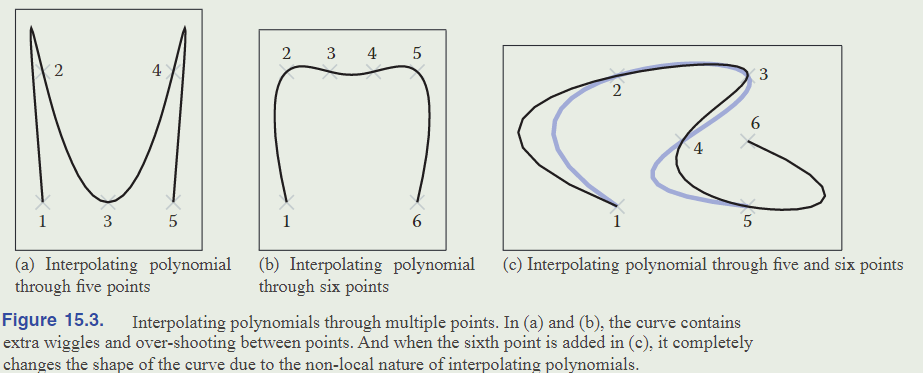 2
4
1
3
5
(a) Interpolating polynomial
through five points
2
3
4
5
1
6
(b) Interpolating polynomial
through six points
3
2
6
4
1
5
(c) Interpolating polynomial through five and six points
Figure 15.3. Interpolating polynomials through multiple points. In (a) and (b), the curve contains
extra wiggles and over-shooting between points. And when the sixth point is added in (c), it completely
changes the shape of the curve due to the non-local nature of interpolating polynomials.